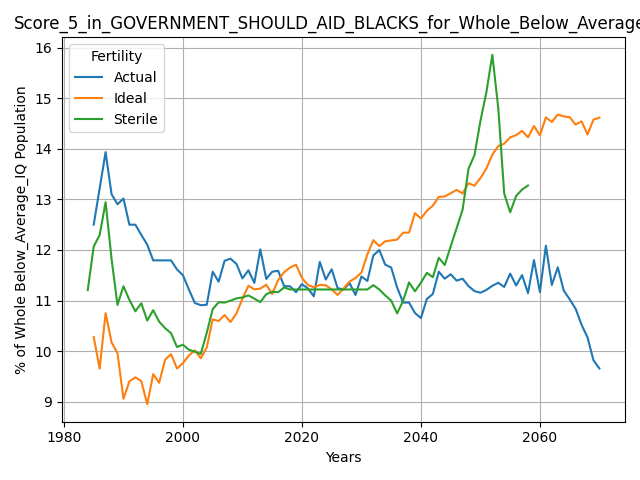 Score_5_in_GOVERNMENT_SHOULD_AID_BLACKS_for_Whole_Below_Average
Fertility
Actual
Ideal
Sterile
16
15
14
13
12
11
10
9
% of Whole Below_Average_IQ Population
1980
2000
2020
2040
2060
Years